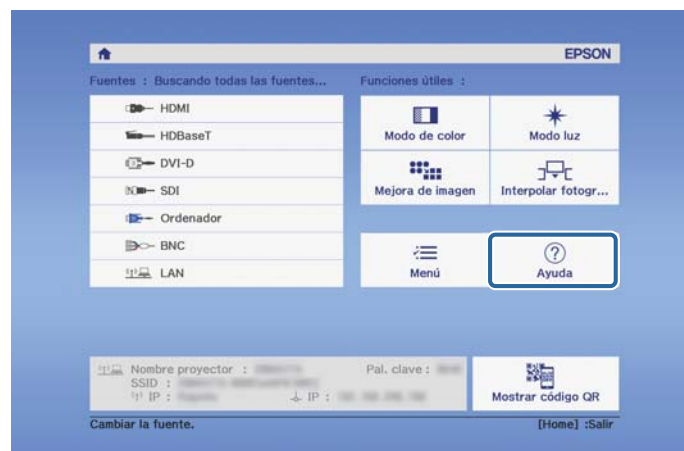 EPSON
Fuentes : Buscando todas las fuentes...
Funciones útiles :
HDMI
HDBaseT
DVI-D
SDI
Ordenador
BNC
LAN
Modo de color
Modo luz
Mejora de imagen
Interpolar fotogr...
Menú
Ayuda
Nombre proyector :
Pal. clave :
SSID :
IP :
IP :
Mostrar código QR
Cambiar la fuente.
[Home] :Salir